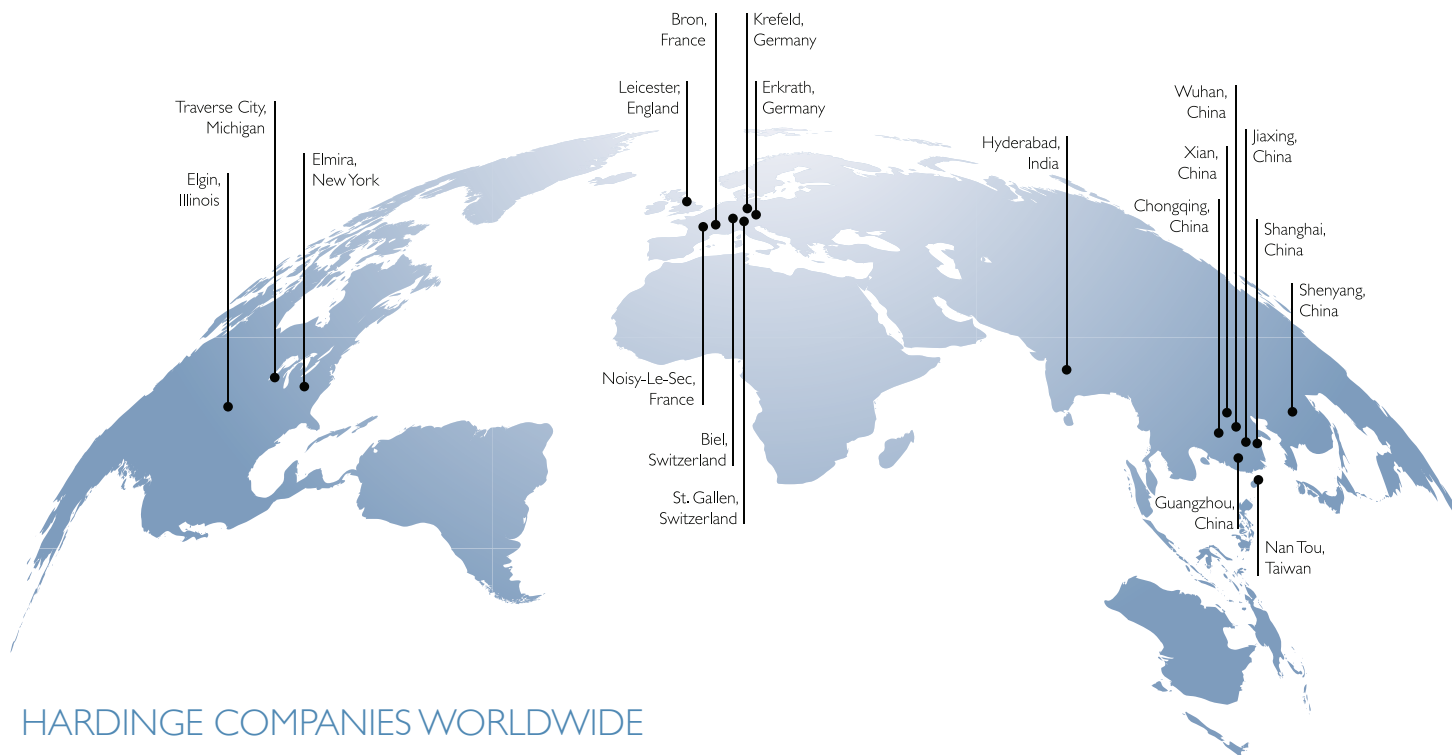 Bron,
France
Krefeld,
Germany
Leicester,
England
Erkrath,
Germany
Traverse City,
Michigan
Elmira,
New York
Elgin,
Illinois
Hyderabad,
India
Wuhan,
China
Jiaxing,
China
Xian,
China
Chongqing,
China
Shanghai,
China
Shenyang,
China
Noisy-Le-Sec,
France
Biel,
Switzerland
St. Gallen,
Switzerland
Guangzhou,
China
Nan Tou,
Taiwan
HARDINGE COMPANIES WORLDWIDE